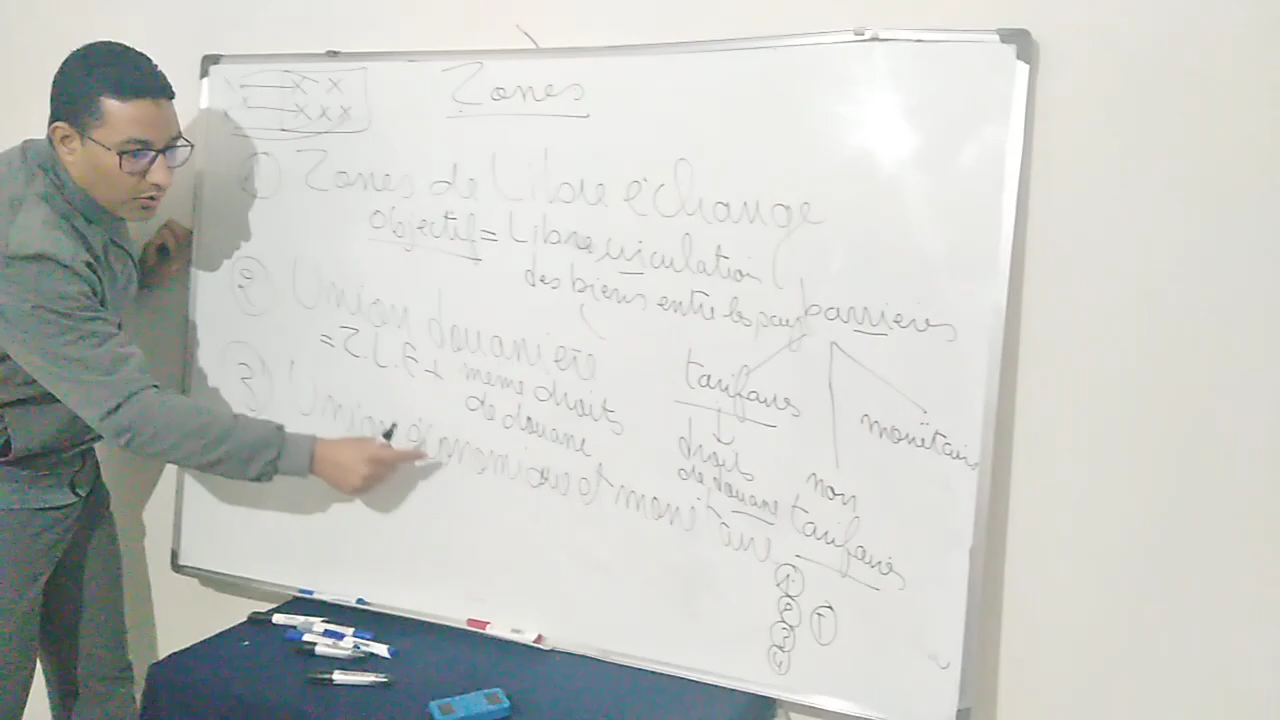 Zones
① Zones de Libre échange
Objectif = Libre circulation
des biens entre les pays
barrières
tarifaires
droits
de douane
non
tarifaires
monétaires
② Union douanière
= Z.L.E + même droits
de douane
③ Union économique et monétaire